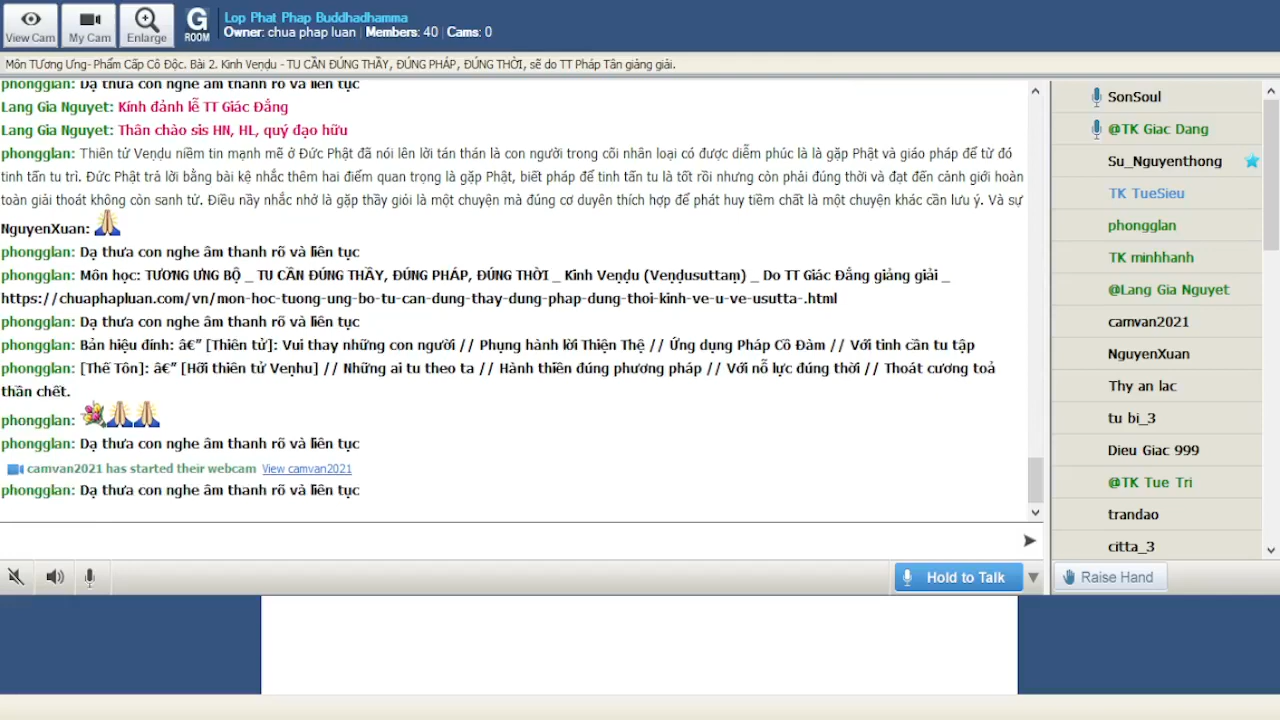 View Cam
My Cam
Enlarge
G
ROOM
Lop Phat Phap Buddhadhamma
Owner: chua phap luan | Members: 40 | Cams: 0
Môn Tương Ưng- Phẩm Cấp Cô Độc. Bài 2. Kinh Veṇḍu - TU CẦN ĐÚNG THẦY, ĐÚNG PHÁP, ĐÚNG THỜI, sẽ do TT Pháp Tân giảng giải.
phongglan: Dạ thưa con nghe âm thanh rõ và liên tục
Lang Gia Nguyet: Kính đảnh lễ TT Giác Đẳng
Lang Gia Nguyet: Thân chào sis HN, HL, quý đạo hữu
phongglan: Thiên tử Veṇḍu niềm tin mạnh mẽ ở Đức Phật đã nói lên lời tán thán là con người trong cõi nhân loại có được diễm phúc là là gặp Phật và giáo pháp để từ đó
tinh tấn tu trì. Đức Phật trả lời bằng bài kệ nhắc thêm hai điểm quan trọng là gặp Phật, biết pháp để tinh tấn tu là tốt rồi nhưng còn phải đúng thời và đạt đến cảnh giới hoàn
toàn giải thoát không còn sanh tử. Điều nầy nhắc nhở là gặp thầy giỏi là một chuyện mà đúng cơ duyên thích hợp để phát huy tiềm chất là một chuyện khác cần lưu ý. Và sự
NguyenXuan:
phongglan: Dạ thưa con nghe âm thanh rõ và liên tục
phongglan: Môn học: TƯƠNG ƯNG BỘ _ TU CẦN ĐÚNG THẦY, ĐÚNG PHÁP, ĐÚNG THỜI _ Kinh Veṇḍu (Veṇḍusuttaṃ) _ Do TT Giác Đẳng giảng giải _
https://chuaphapluan.com/vn/mon-hoc-tuong-ung-bo-tu-can-dung-thay-dung-phap-dung-thoi-kinh-ve-u-ve-usutta-.html
phongglan: Dạ thưa con nghe âm thanh rõ và liên tục
phongglan: Bản hiệu đính: â€” [Thiên tử]: Vui thay những con người // Phụng hành lời Thiện Thệ // Ứng dụng Pháp Cồ Đàm // Với tinh cần tu tập
phongglan: [Thế Tôn]: â€” [Hỡi thiên tử Veṇhu] // Những ai tu theo ta // Hành thiền đúng phương pháp // Với nỗ lực đúng thời // Thoát cương toả
thần chết.
phongglan:
phongglan: Dạ thưa con nghe âm thanh rõ và liên tục
camvan2021 has started their webcam View camvan2021
phongglan: Dạ thưa con nghe âm thanh rõ và liên tục
Hold to Talk
SonSoul
@TK Giac Dang
Su_Nguyenthong
TK TueSieu
phongglan
TK minhhanh
@Lang Gia Nguyet
camvan2021
NguyenXuan
Thy an lac
tu bi_3
Dieu Giac 999
@TK Tue Tri
trandao
citta_3
Raise Hand